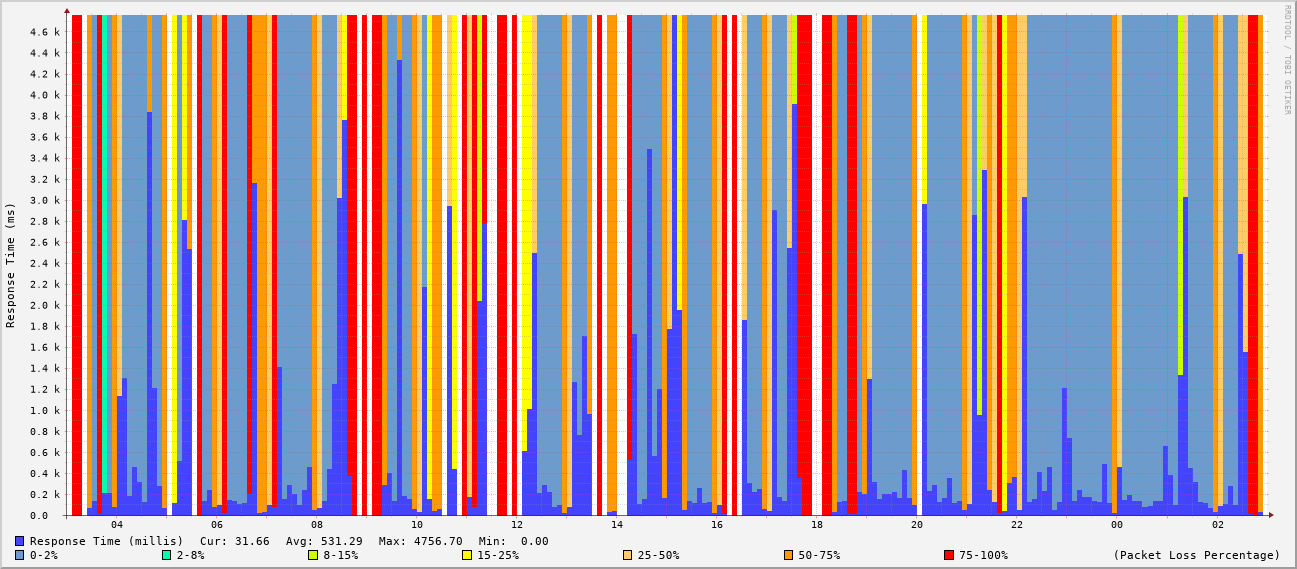 RRDTOOL / TOBI OETIKER
Response Time (ms)
4.6 k
4.4 k
4.2 k
4.0 k
3.8 k
3.6 k
3.4 k
3.2 k
3.0 k
2.8 k
2.6 k
2.4 k
2.2 k
2.0 k
1.8 k
1.6 k
1.4 k
1.2 k
1.0 k
0.8 k
0.6 k
0.4 k
0.2 k
0.0
04 06 08 10 12 14 16 18 20 22 00 02
Response Time (millis) Cur: 31.66 Avg: 531.29 Max: 4756.70 Min: 0.00
0-2% 2-8% 8-15% 15-25% 25-50% 50-75% 75-100% (Packet Loss Percentage)